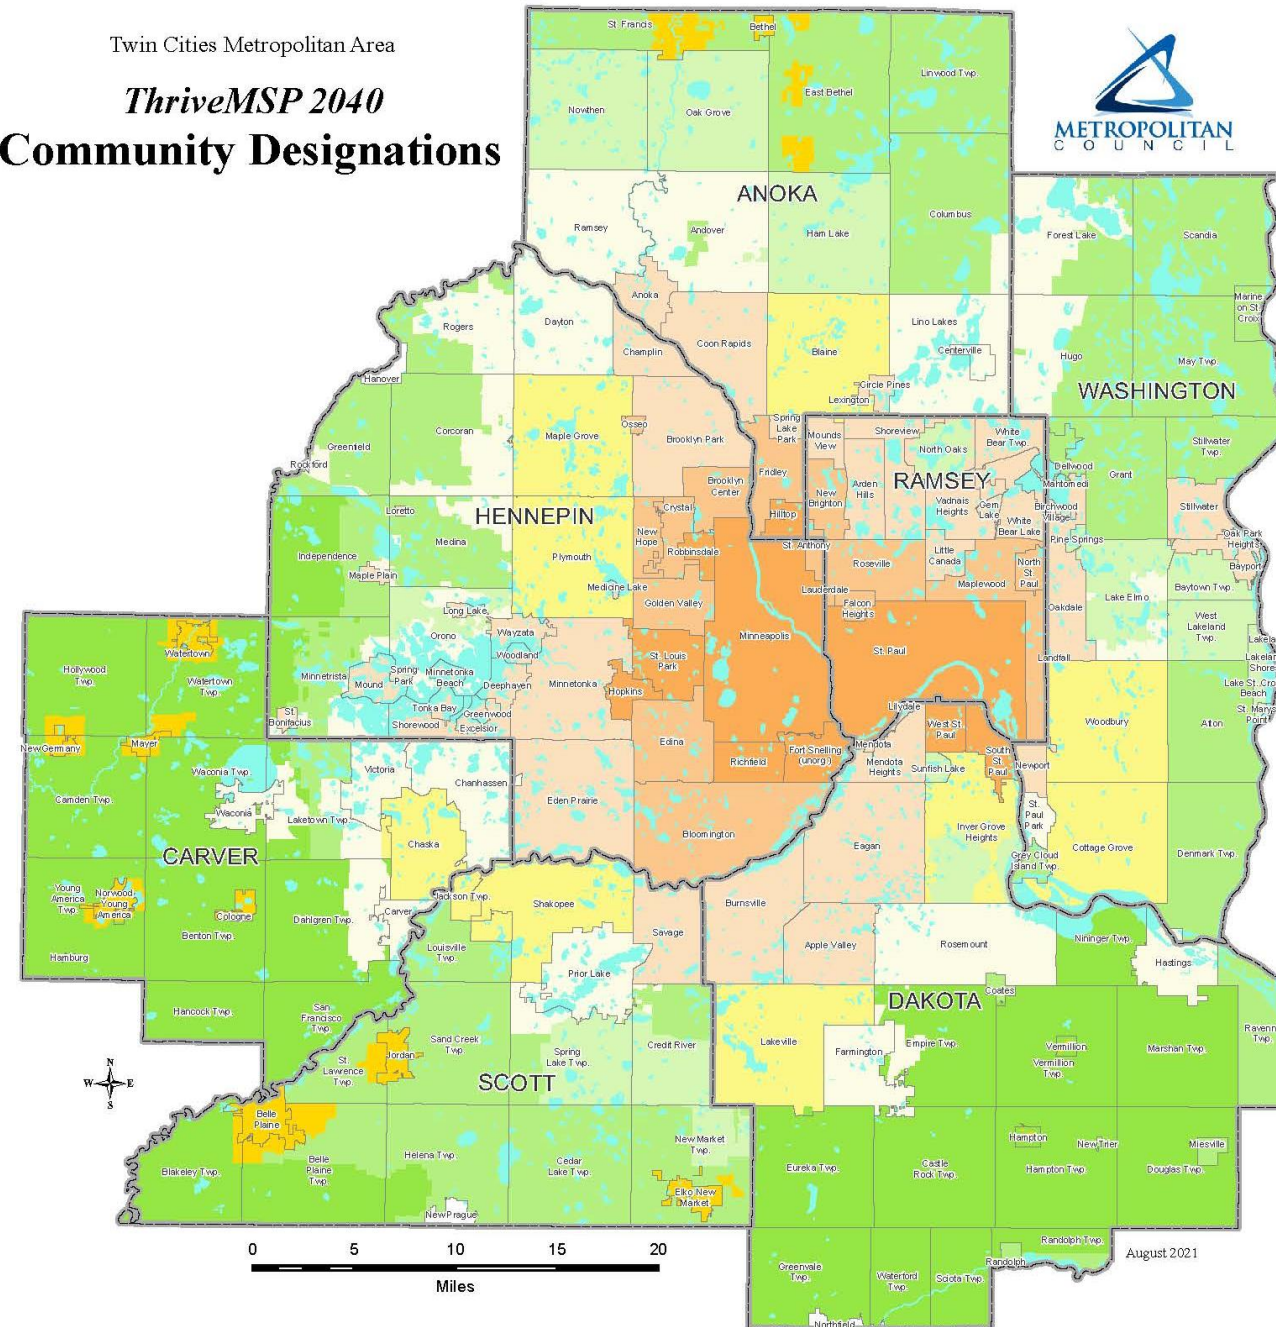 Twin Cities Metropolitan Area
ThriveMSP 2040
Community Designations
METROPOLITAN
COUNCIL
St. Francis
Bethel
Linwood Twp.
East Bethel
Nowthen
Oak Grove
ANOKA
Columbus
Ramsey
Andover
Ham Lake
Forest Lake
Scandia
Anoka
Marine
on St.
Croix
Rogers
Dayton
Lino Lakes
Coon Rapids
Champlin
Blaine
Centerville
Hugo
May Twp.
Hanover
Circle Pines
Lexington
WASHINGTON
Corcoran
Maple Grove
Osseo
Brooklyn Park
Spring
Lake
Park
Mounds
View
Shoreview
White
Bear Twp.
Stillwater
Twp.
Greenfield
Rockford
North Oaks
Dellwood
Grant
Fridley
RAMSEY
Mahtomedi
Brooklyn
Center
New
Brighton
Arden
Hills
Vadnais
Heights
Gem
Lake
Birchwood
Village
Stillwater
Loretto
HENNEPIN
Crystal
Hilltop
White
Bear Lake
Medina
New
Hope
Robbinsdale
St. Anthony
Pine Springs
Oak Park
Heights
Independence
Plymouth
Roseville
Little
Canada
North
St.
Paul
Bayport
Maple Plain
Medicine Lake
Lauderdale
Maplewood
Baytown Twp.
Long Lake
Golden Valley
Falcon
Heights
Oakdale
Lake Elmo
Orono
Wayzata
Minneapolis
West
Lakeland
Twp.
Woodland
St. Louis
Park
St. Paul
Landfall
Lakela
Lakelan
Shore
Watertown
Hollywood
Twp.
Watertown
Twp.
Minnetrista
Mound
Spring
Park
Minnetonka
Beach
Deephaven
Minnetonka
Hopkins
Lake St. Cro
Beach
Tonka Bay
Greenwood
St.
Bonifacius
Shorewood
Excelsior
Lilydale
West St.
Paul
Woodbury
Afton
St. Marys
Point
New Germany
Mayer
Edina
Richfield
Fort Snelling
(unorg.)
Mendota
Mendota
Heights
Sunfish Lake
South
St.
Paul
Newport
Waconia Twp.
Victoria
Chanhassen
Camden Twp.
Waconia
Laketown Twp.
Eden Prairie
Bloomington
St.
Paul
Park
CARVER
Chaska
Eagan
Inver Grove
Heights
Grey Cloud
Island Twp.
Cottage Grove
Denmark Twp.
Young
America
Twp.
Norwood
Young
America
Jackson Twp.
Shakopee
Burnsville
Cologne
Dahlgren Twp.
Carver
Benton Twp.
Savage
Apple Valley
Rosemount
Nininger Twp.
Hamburg
Louisville
Twp.
Prior Lake
Hastings
Hancock Twp.
San
Francisco
Twp.
Coates
DAKOTA
Ravenn
Twp.
Sand Creek
Twp.
Credit River
Lakeville
Farmington
Empire Twp.
Vermillion
Vermillion
Twp.
Marshan Twp.
St.
Lawrence
Twp.
Jordan
Spring
Lake Twp.
SCOTT
N
W
E
S
Belle
Plaine
Helena Twp.
New Market
Twp.
Hampton
New Trier
Miesville
Blakeley Twp.
Belle
Plaine
Twp.
Cedar
Lake Twp.
Eureka Twp.
Castle
Rock Twp.
Hampton Twp.
Douglas Twp.
Elko New
Market
New Prague
Randolph Twp.
August 2021
0 5 10 15 20
Miles
Greenvale
Twp.
Waterford
Twp.
Sciota Twp.
Randolph
Northfield